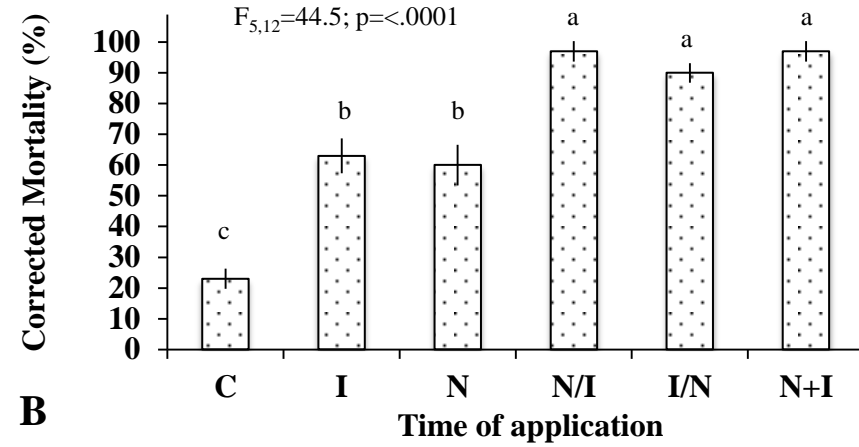 F5,12=44.5; p=<.0001
Corrected Mortality (%)
100
90
80
70
60
50
40
30
20
10
0
c
b
b
a
a
a
C I N N/I I/N N+I
B
Time of application